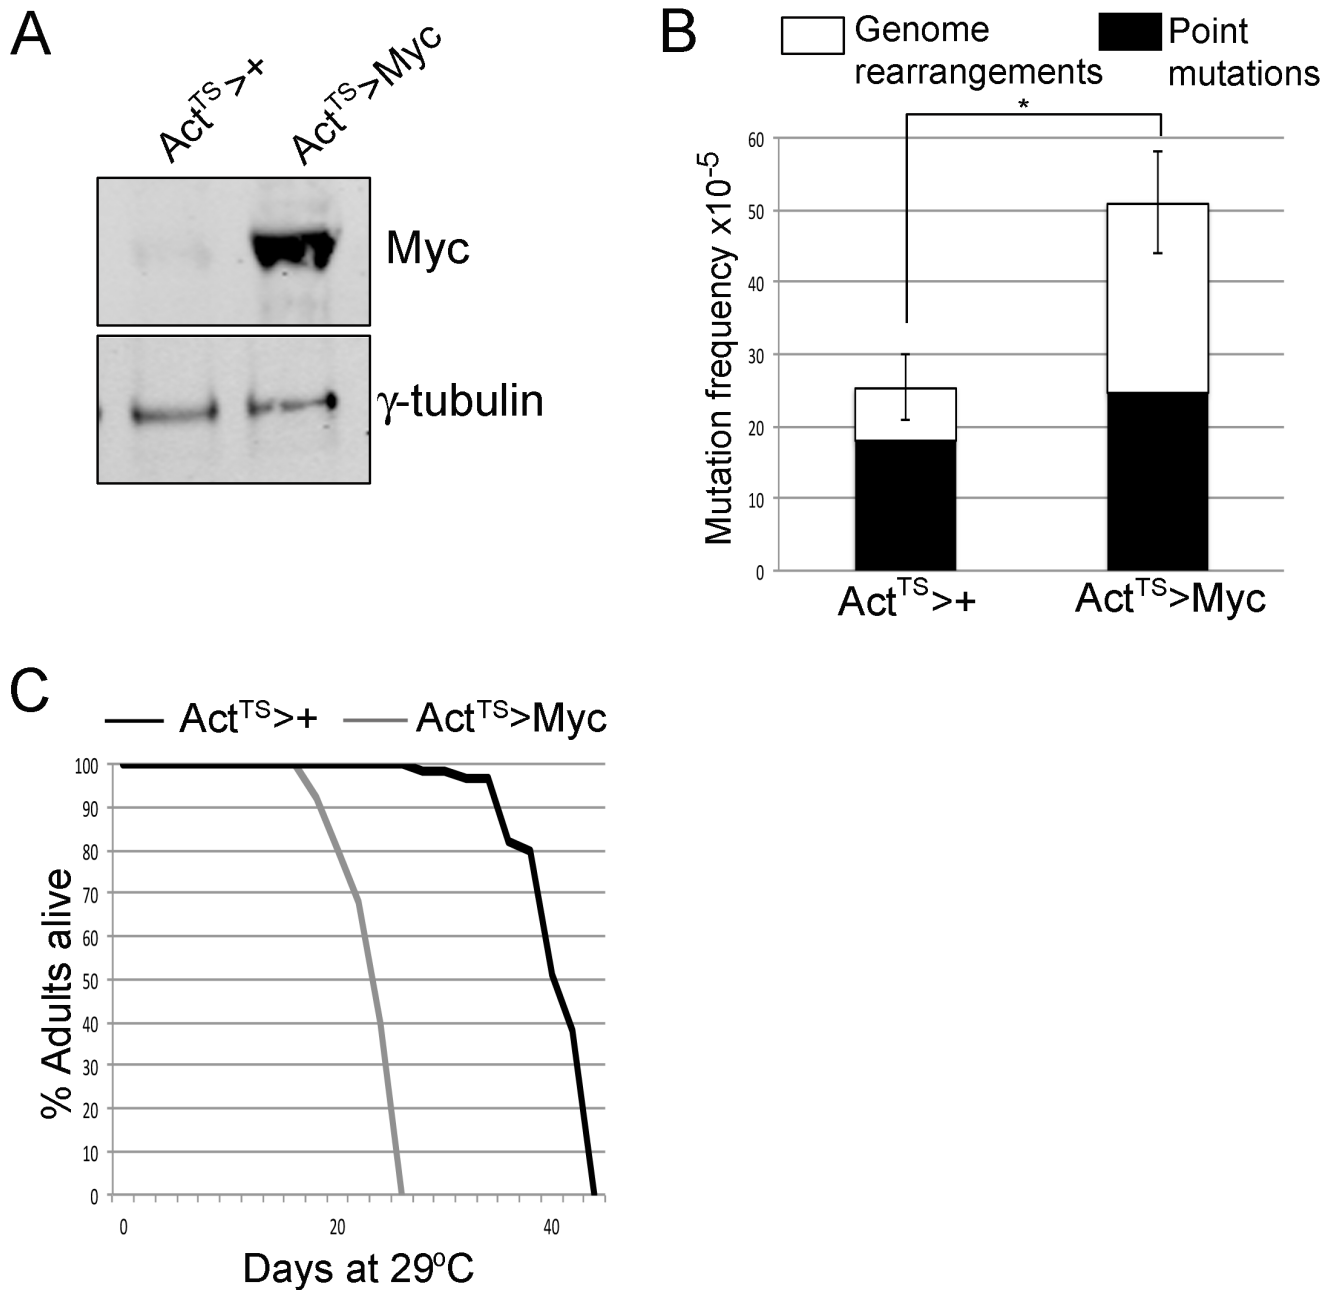 A
Act^TS>+
Act^TS>Myc
Myc
γ-tubulin
B
Genome
rearrangements
Point
mutations
*
Mutation frequency x10^-5
60
50
40
30
20
10
0
Act^TS>+
Act^TS>Myc
C
Act^TS>+
Act^TS>Myc
% Adults alive
100
90
80
70
60
50
40
30
20
10
0
0 20 40
Days at 29ºC